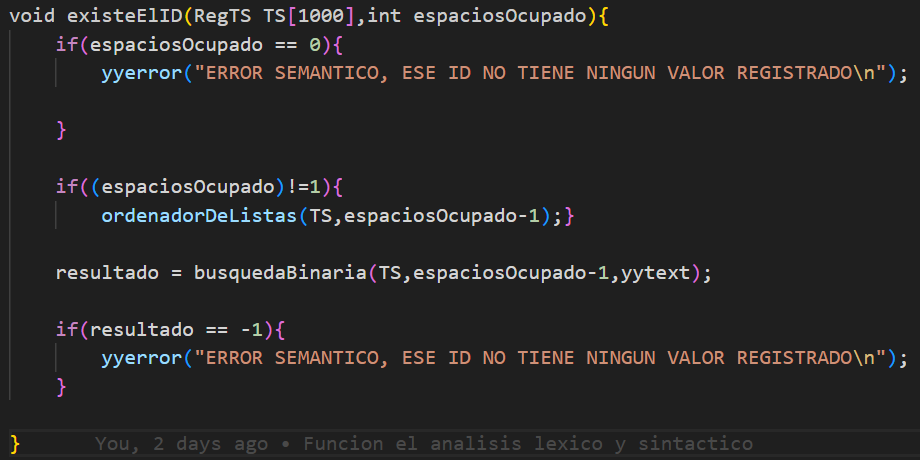 void existeElID(RegTS TS[1000],int espaciosOcupado){
    if(espaciosOcupado == 0){
        yyerror("ERROR SEMANTICO, ESE ID NO TIENE NINGUN VALOR REGISTRADO\n");
    }
    if((espaciosOcupado)!=1){
        ordenadorDeListas(TS,espaciosOcupado-1);}
    resultado = busquedaBinaria(TS,espaciosOcupado-1,yytext);
    if(resultado == -1){
        yyerror("ERROR SEMANTICO, ESE ID NO TIENE NINGUN VALOR REGISTRADO\n");
    }
}       You, 2 days ago • Funcion el analisis lexico y sintactico